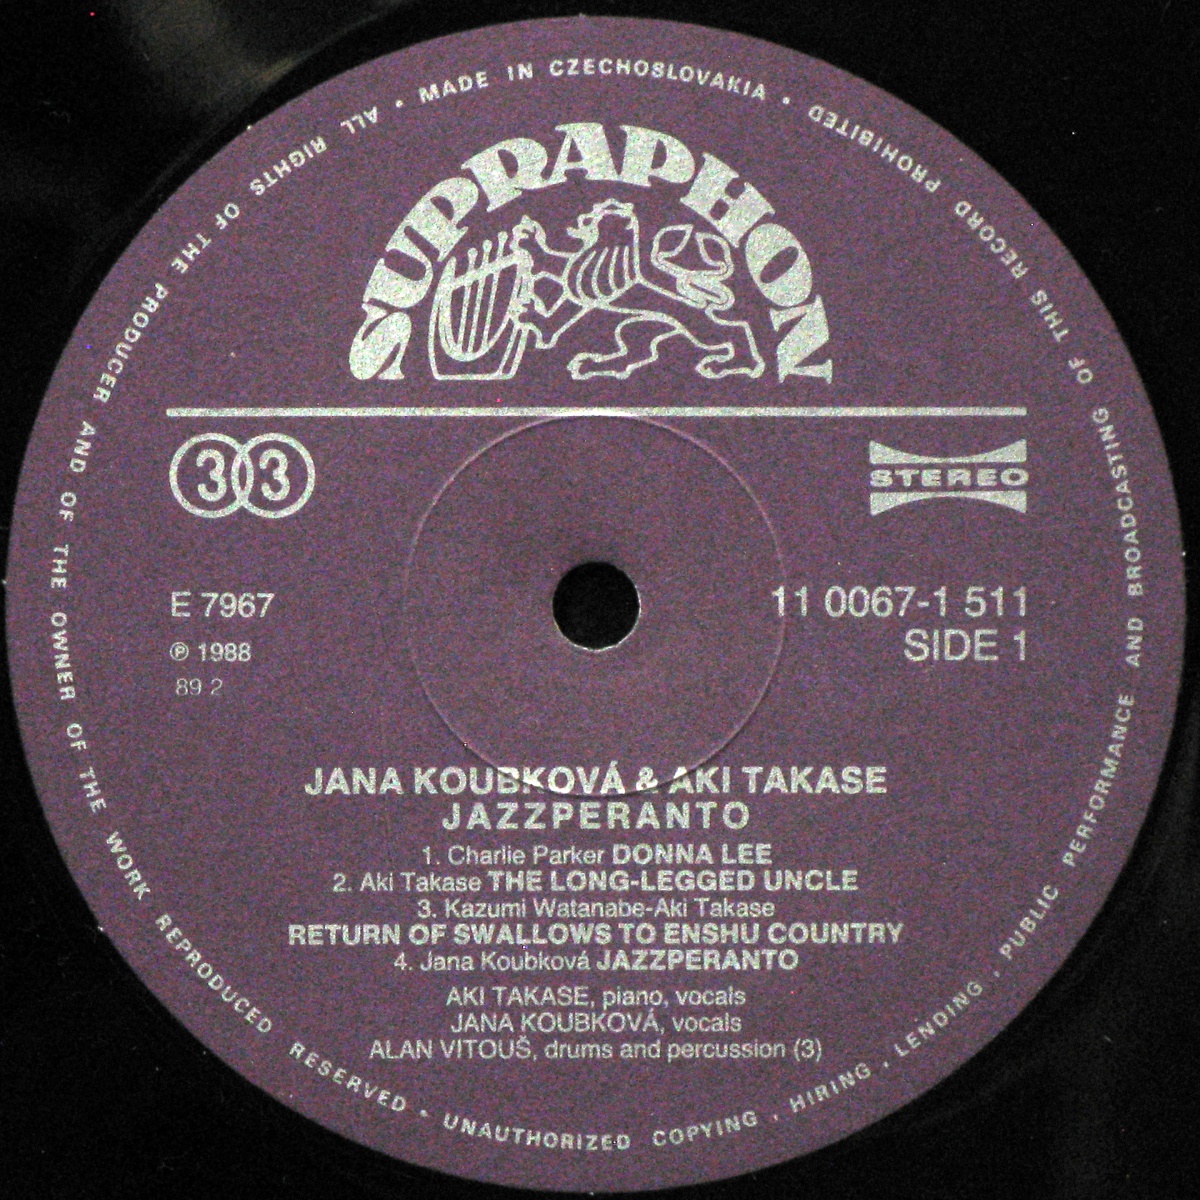 MADE IN CZECHOSLOVAKIA • ALL RIGHTS OF THE PRODUCER AND OF THE OWNER OF THE WORK REPRODUCED RESERVED • UNAUTHORIZED COPYING , HIRING , LENDING , PUBLIC PERFORMANCE AND BROADCASTING OF THIS RECORD PROHIBITED •
SUPRAPHON
33
STEREO
E 7967
11 0067-1 511
℗ 1988
SIDE 1
89 2
JANA KOUBKOVÁ & AKI TAKASE
JAZZPERANTO
1. Charlie Parker DONNA LEE
2. Aki Takase THE LONG-LEGGED UNCLE
3. Kazumi Watanabe-Aki Takase
RETURN OF SWALLOWS TO ENSHU COUNTRY
4. Jana Koubková JAZZPERANTO
AKI TAKASE, piano, vocals
JANA KOUBKOVÁ, vocals
ALAN VITOUŠ, drums and percussion (3)